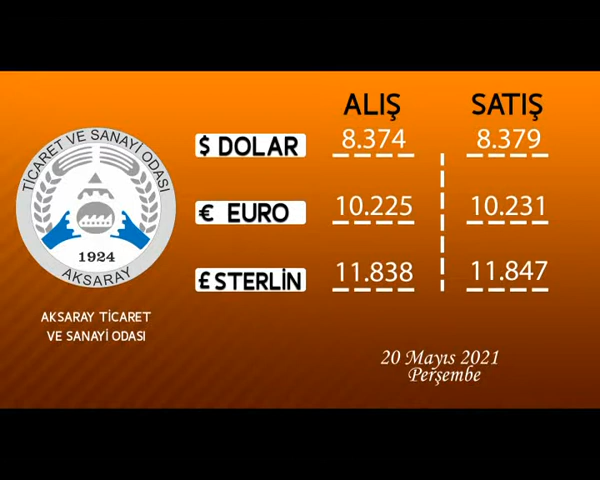 ALIŞ SATIŞ
$ DOLAR 8.374 8.379
€ EURO 10.225 10.231
£ STERLİN 11.838 11.847
TİCARET VE SANAYİ ODASI
1924
AKSARAY
AKSARAY TİCARET
VE SANAYİ ODASI
20 Mayıs 2021
Perşembe